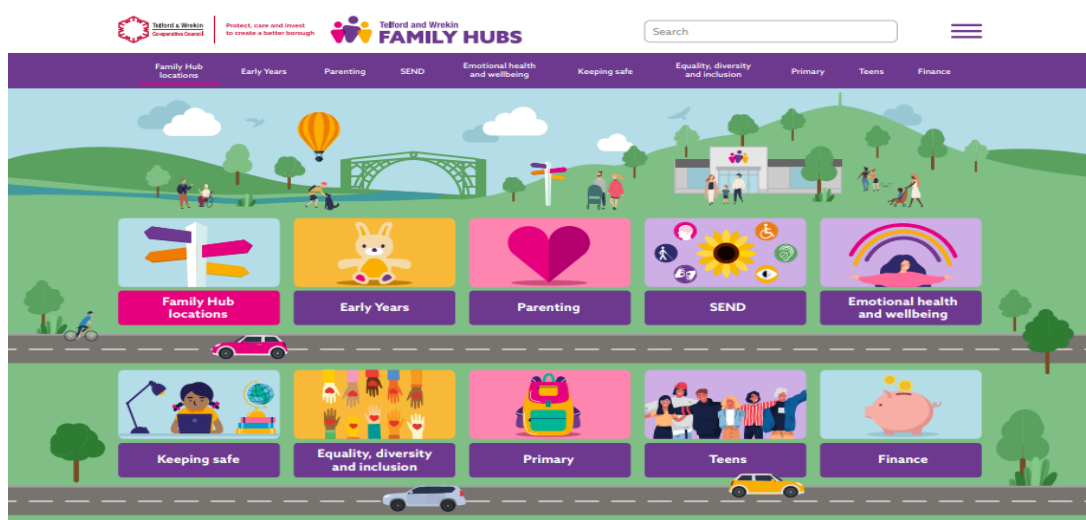 Telford & Wrekin
Co-operative Council
Protect, care and invest
to create a better borough
Telford and Wrekin
FAMILY HUBS
Search
Family Hub
locations
Early Years
Parenting
SEND
Emotional health
and wellbeing
Keeping safe
Equality, diversity
and inclusion
Primary
Teens
Finance
Family Hub
locations
Early Years
Parenting
SEND
Emotional health
and wellbeing
Keeping safe
Equality, diversity
and inclusion
Primary
Teens
Finance